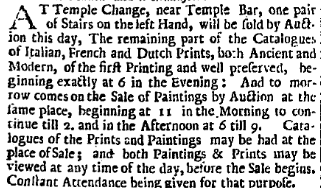 AT Temple Change, near Temple Bar, one pair
of Stairs on the left Hand, will be sold by Auct-
ion this day, The remaining part of the Catalogues
of Italian, French and Dutch Prints, both Ancient and
Modern, of the first Printing and well preserved, be-
ginning exactly at 6 in the Evening: And to mor-
row comes on the Sale of Paintings by Auction at the
same place, beginning at 11 in the Morning to con-
tinue till 2. and in the Afternoon at 6 till 9. Cata-
logues of the Prints and Paintings may be had at the
place of Sale; and both Paintings & Prints may be
viewed at any time of the day, before the Sale begins.
Constant Attendance being given for that purpose.